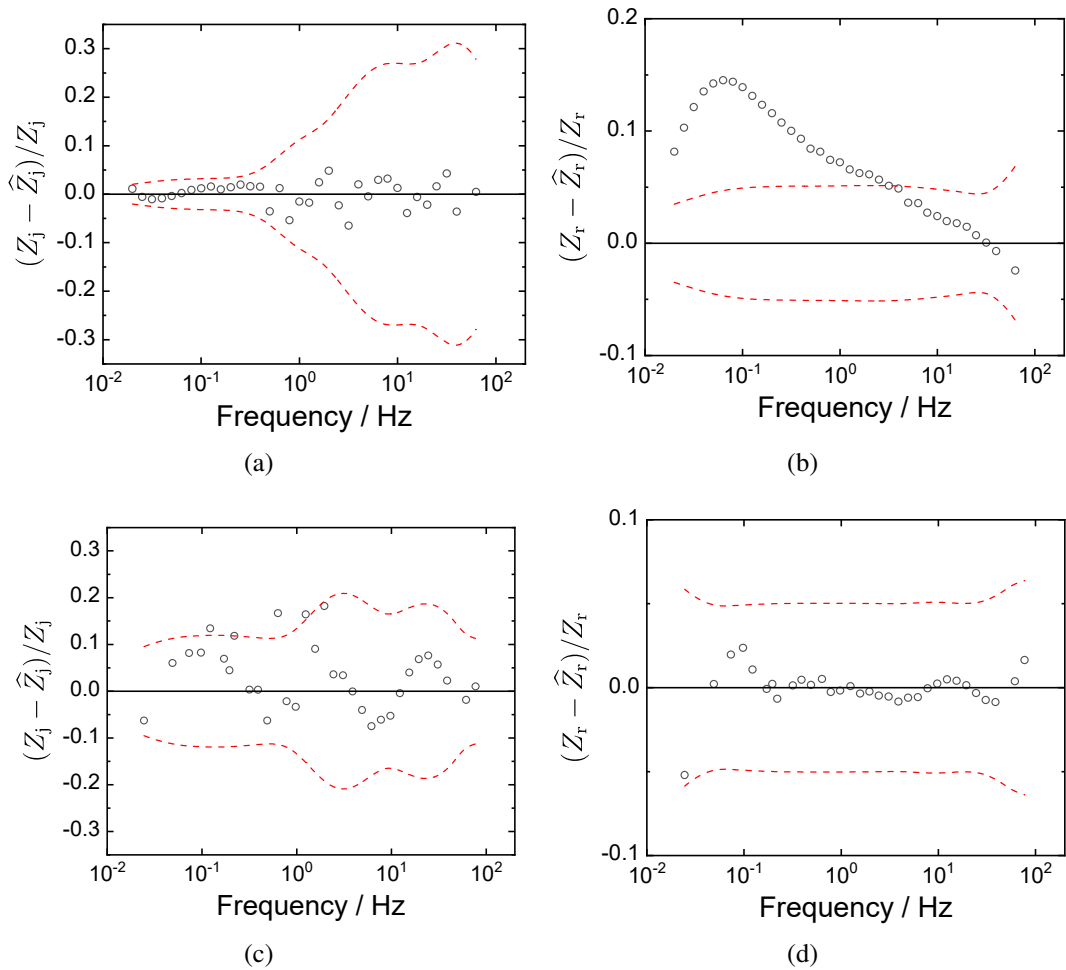 0.3
0.2
0.1
0.0
-0.1
-0.2
-0.3
(Z_j − Ẑ_j)/Z_j
10^-2 10^-1 10^0 10^1 10^2
Frequency / Hz
(a)
0.2
0.1
0.0
-0.1
(Z_r − Ẑ_r)/Z_r
10^-2 10^-1 10^0 10^1 10^2
Frequency / Hz
(b)
0.3
0.2
0.1
0.0
-0.1
-0.2
-0.3
(Z_j − Ẑ_j)/Z_j
10^-2 10^-1 10^0 10^1 10^2
Frequency / Hz
(c)
0.1
0.0
-0.1
(Z_r − Ẑ_r)/Z_r
10^-2 10^-1 10^0 10^1 10^2
Frequency / Hz
(d)